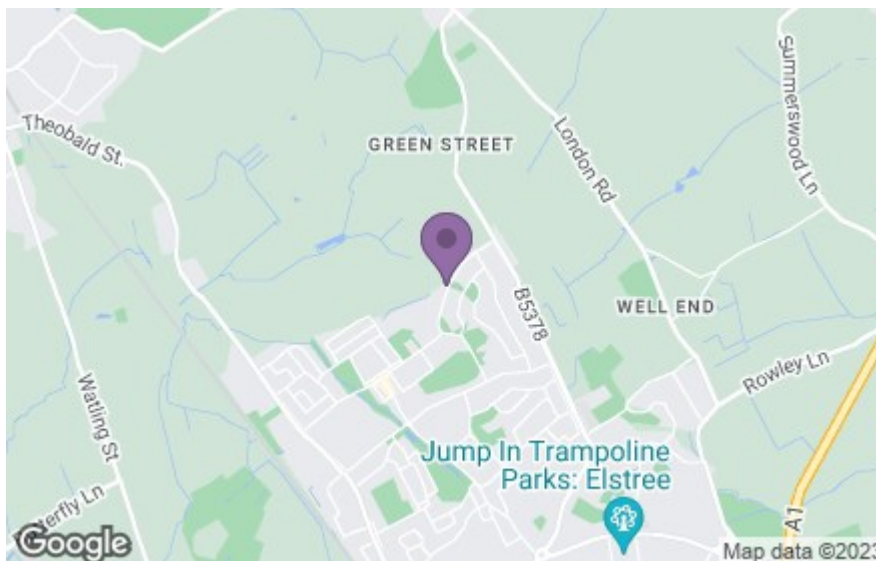 Summerswood Ln
Theobald St.
GREEN STREET
London Rd
B5378
WELL END
Rowley Ln
Watling St
Jump In Trampoline
Parks: Elstree
A1
Google
Map data ©2023